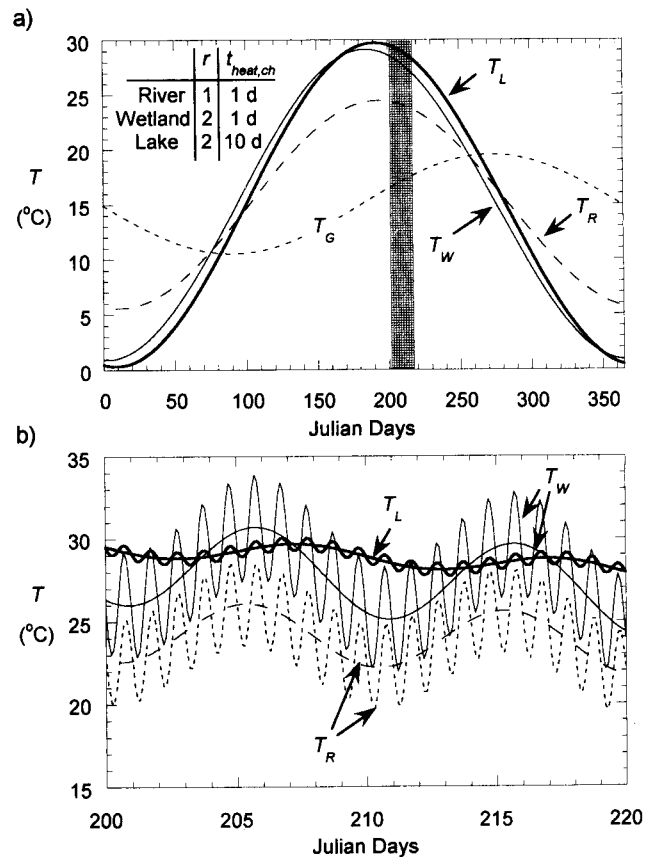 a)
30
25
20
15
10
5
0
T
(°C)
r t heat,ch
River 1 1 d
Wetland 2 1 d
Lake 2 10 d
T_L
T_G
T_W
T_R
0 50 100 150 200 250 300 350
Julian Days
b)
35
30
25
20
15
T
(°C)
T_L
T_W
T_R
200 205 210 215 220
Julian Days